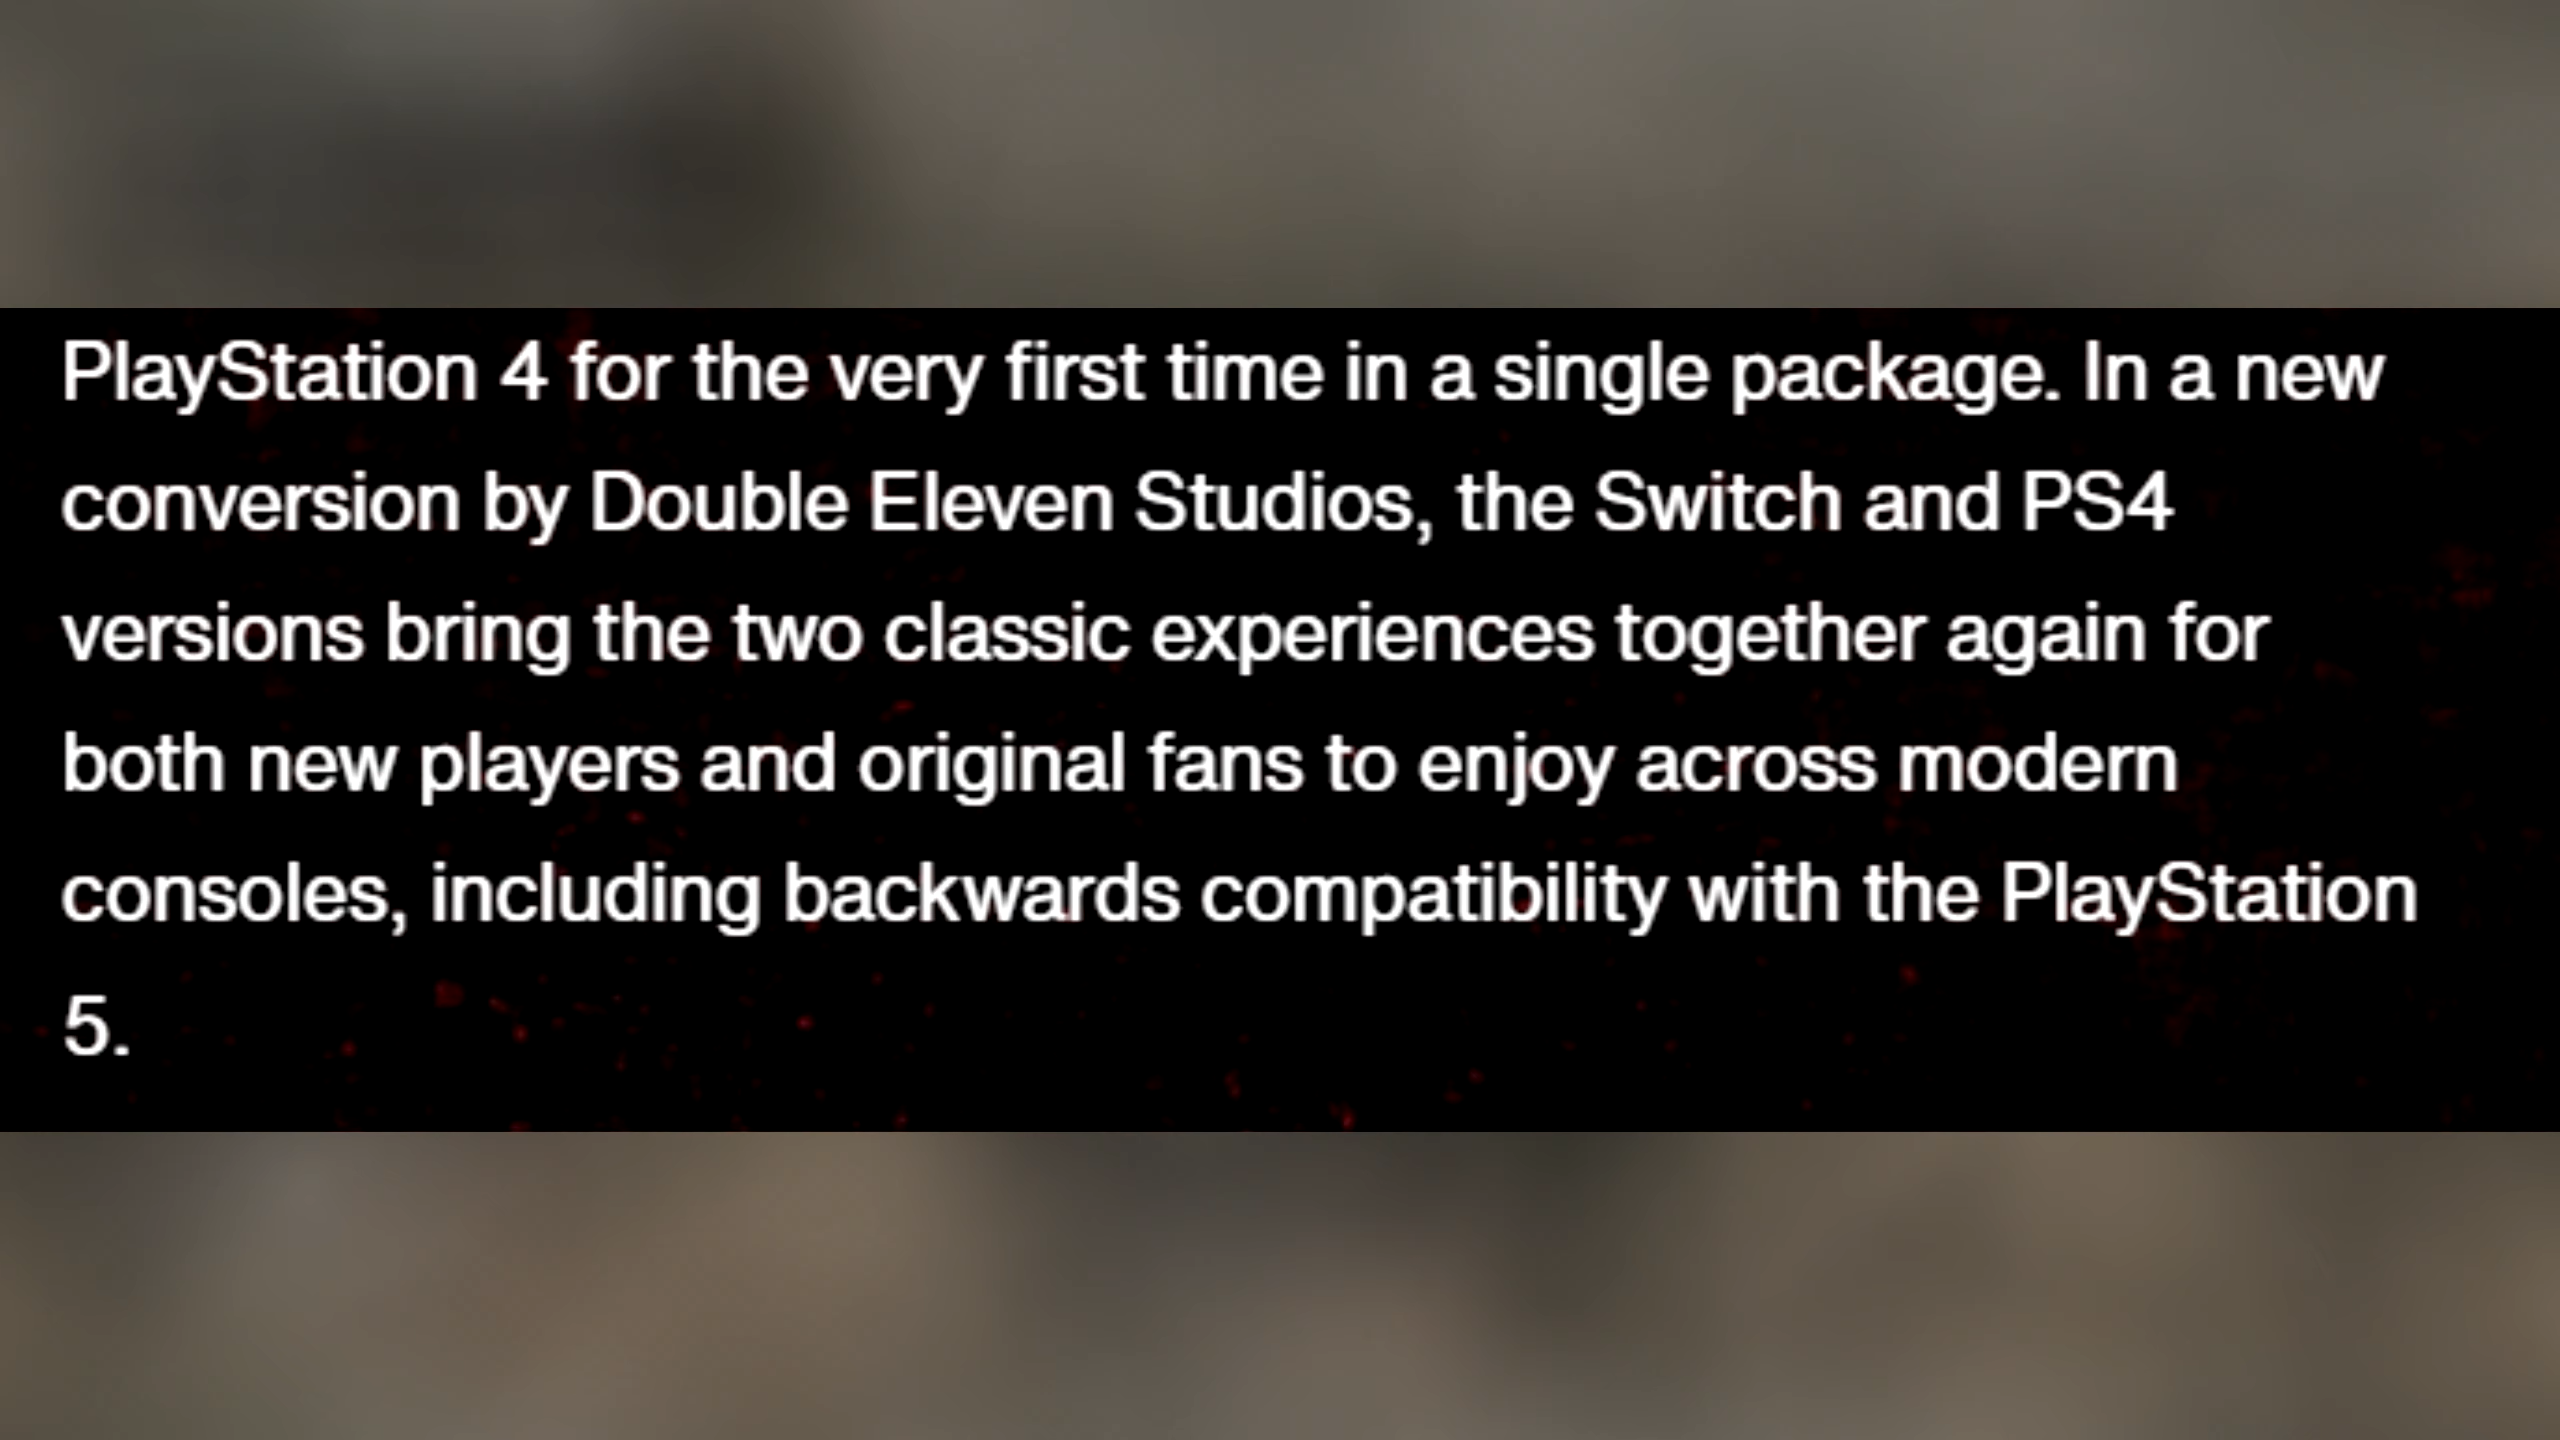 PlayStation 4 for the very first time in a single package. In a new
conversion by Double Eleven Studios, the Switch and PS4
versions bring the two classic experiences together again for
both new players and original fans to enjoy across modern
consoles, including backwards compatibility with the PlayStation
5.